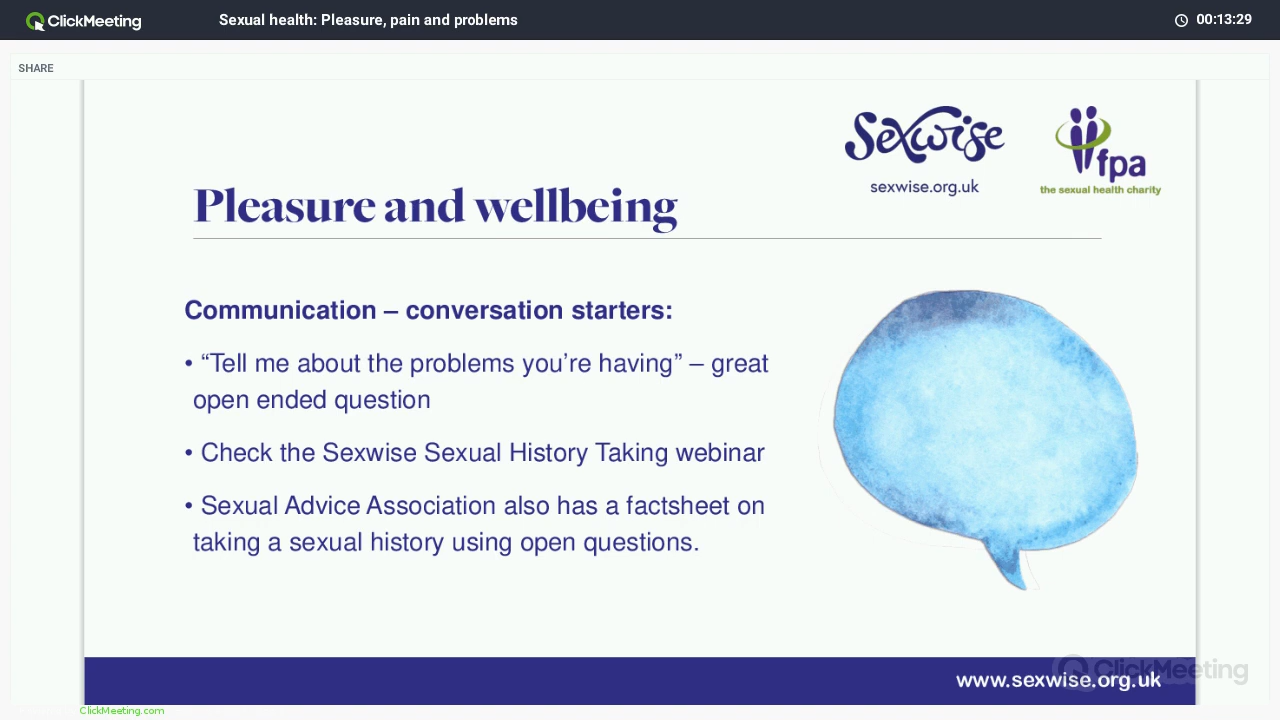 ClickMeeting
Sexual health: Pleasure, pain and problems
00:13:29
SHARE
Sexwise
sexwise.org.uk
fpa
the sexual health charity
Pleasure and wellbeing
Communication – conversation starters:
• “Tell me about the problems you’re having” – great
open ended question
• Check the Sexwise Sexual History Taking webinar
• Sexual Advice Association also has a factsheet on
taking a sexual history using open questions.
ClickMeeting
www.sexwise.org.uk
ClickMeeting.com